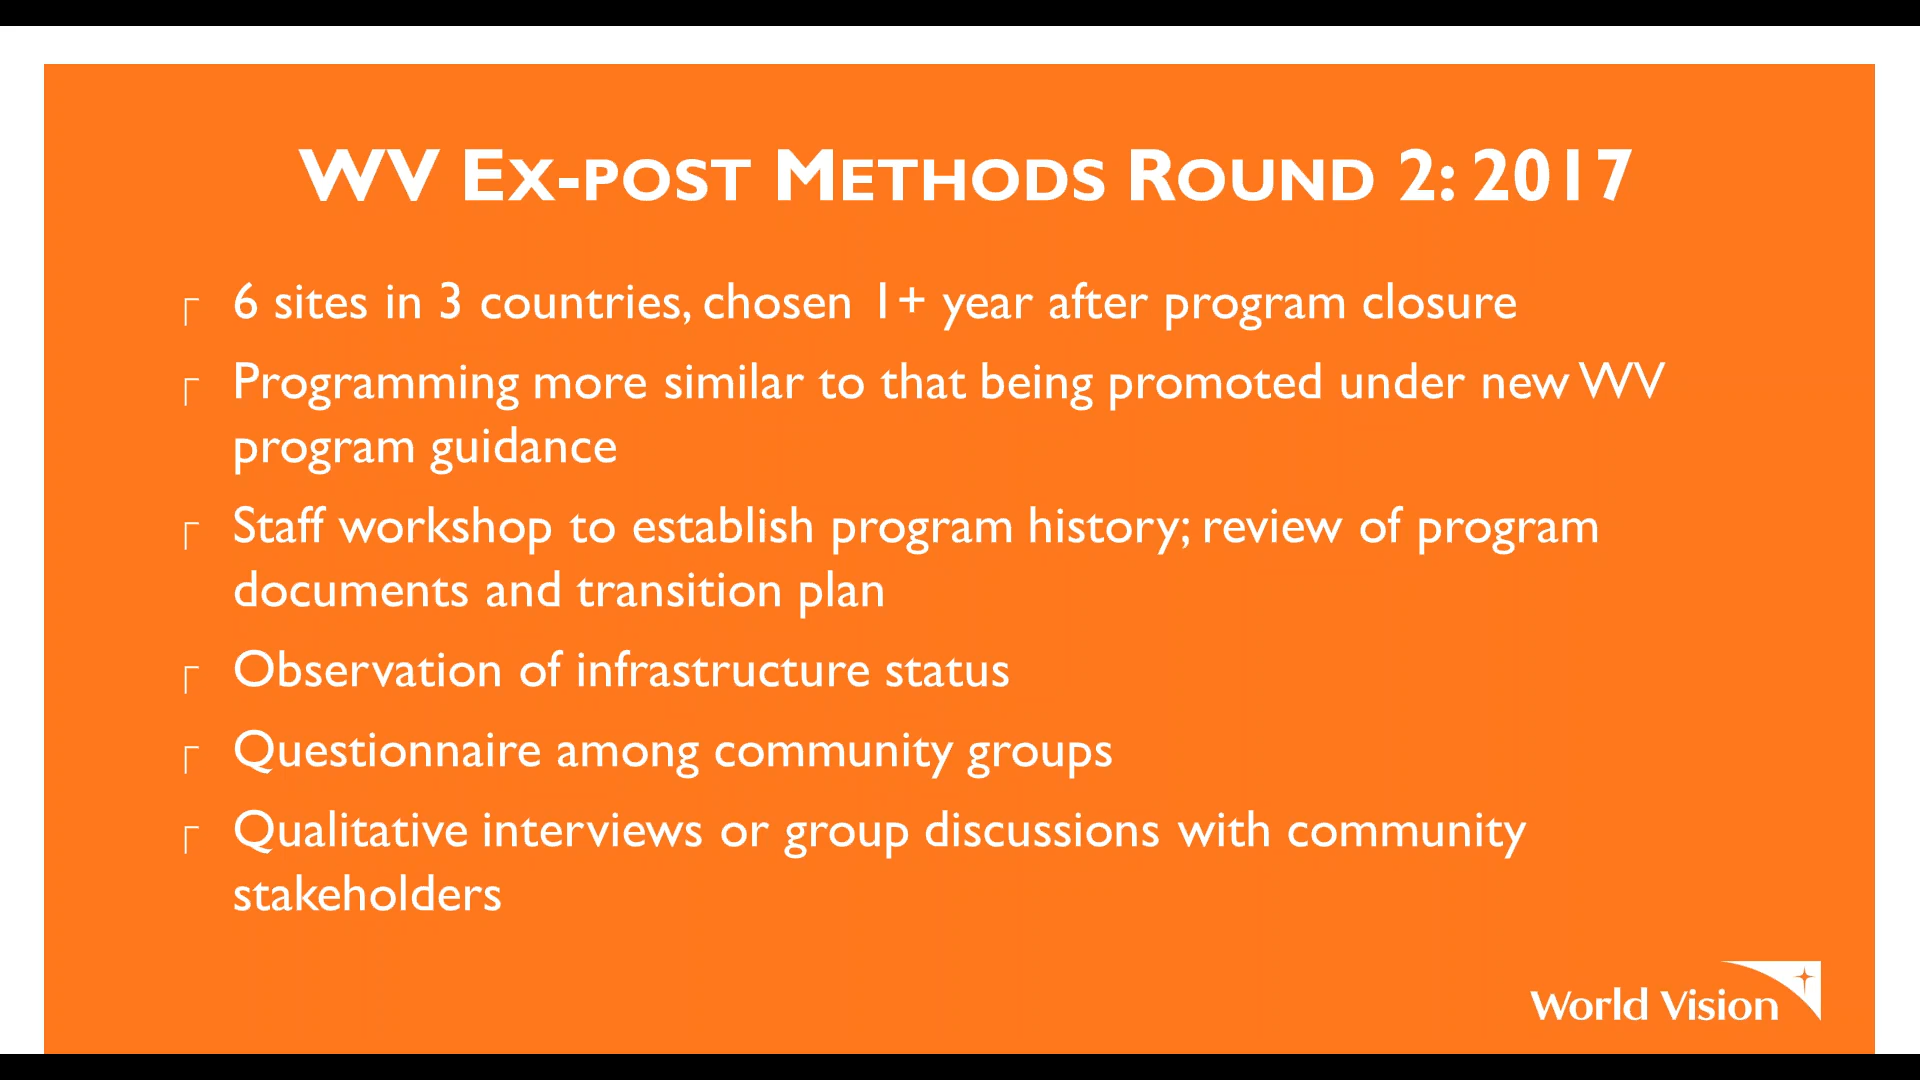 WV Ex-post Methods Round 2: 2017
6 sites in 3 countries, chosen 1+ year after program closure
Programming more similar to that being promoted under new WV
program guidance
Staff workshop to establish program history; review of program
documents and transition plan
Observation of infrastructure status
Questionnaire among community groups
Qualitative interviews or group discussions with community
stakeholders
World Vision